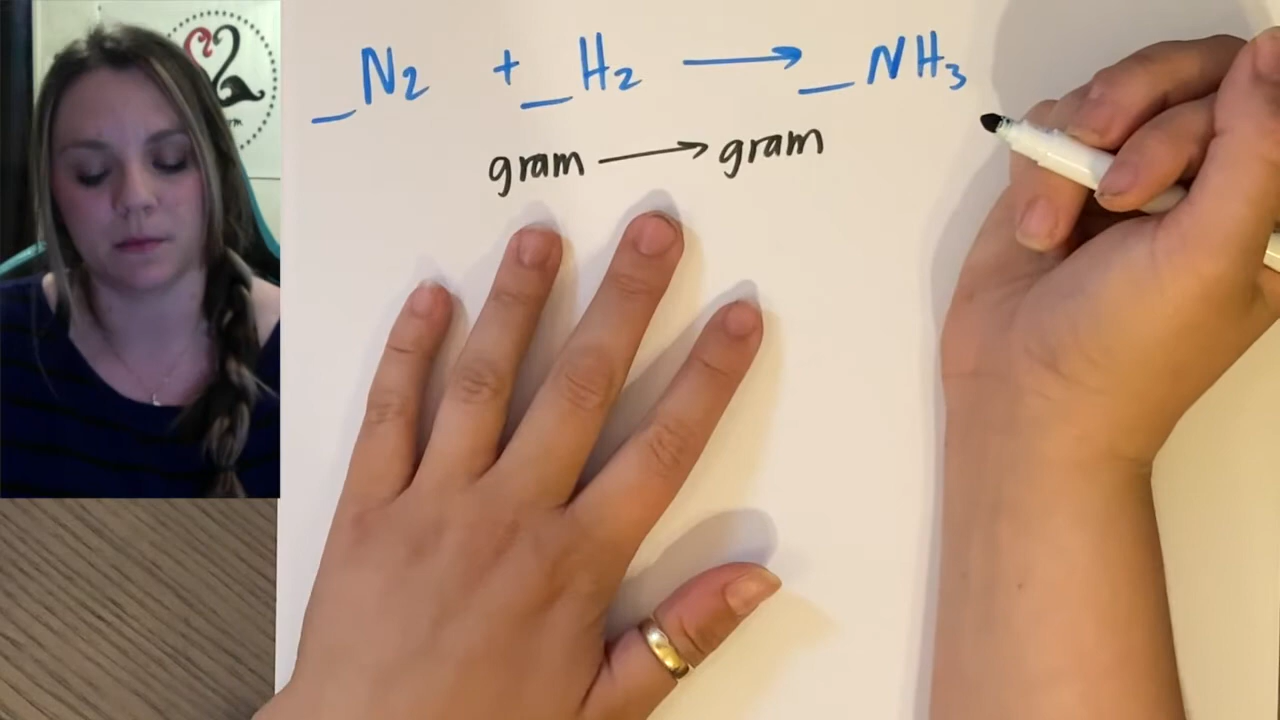 _N2 + _H2 → _NH3
gram → gram